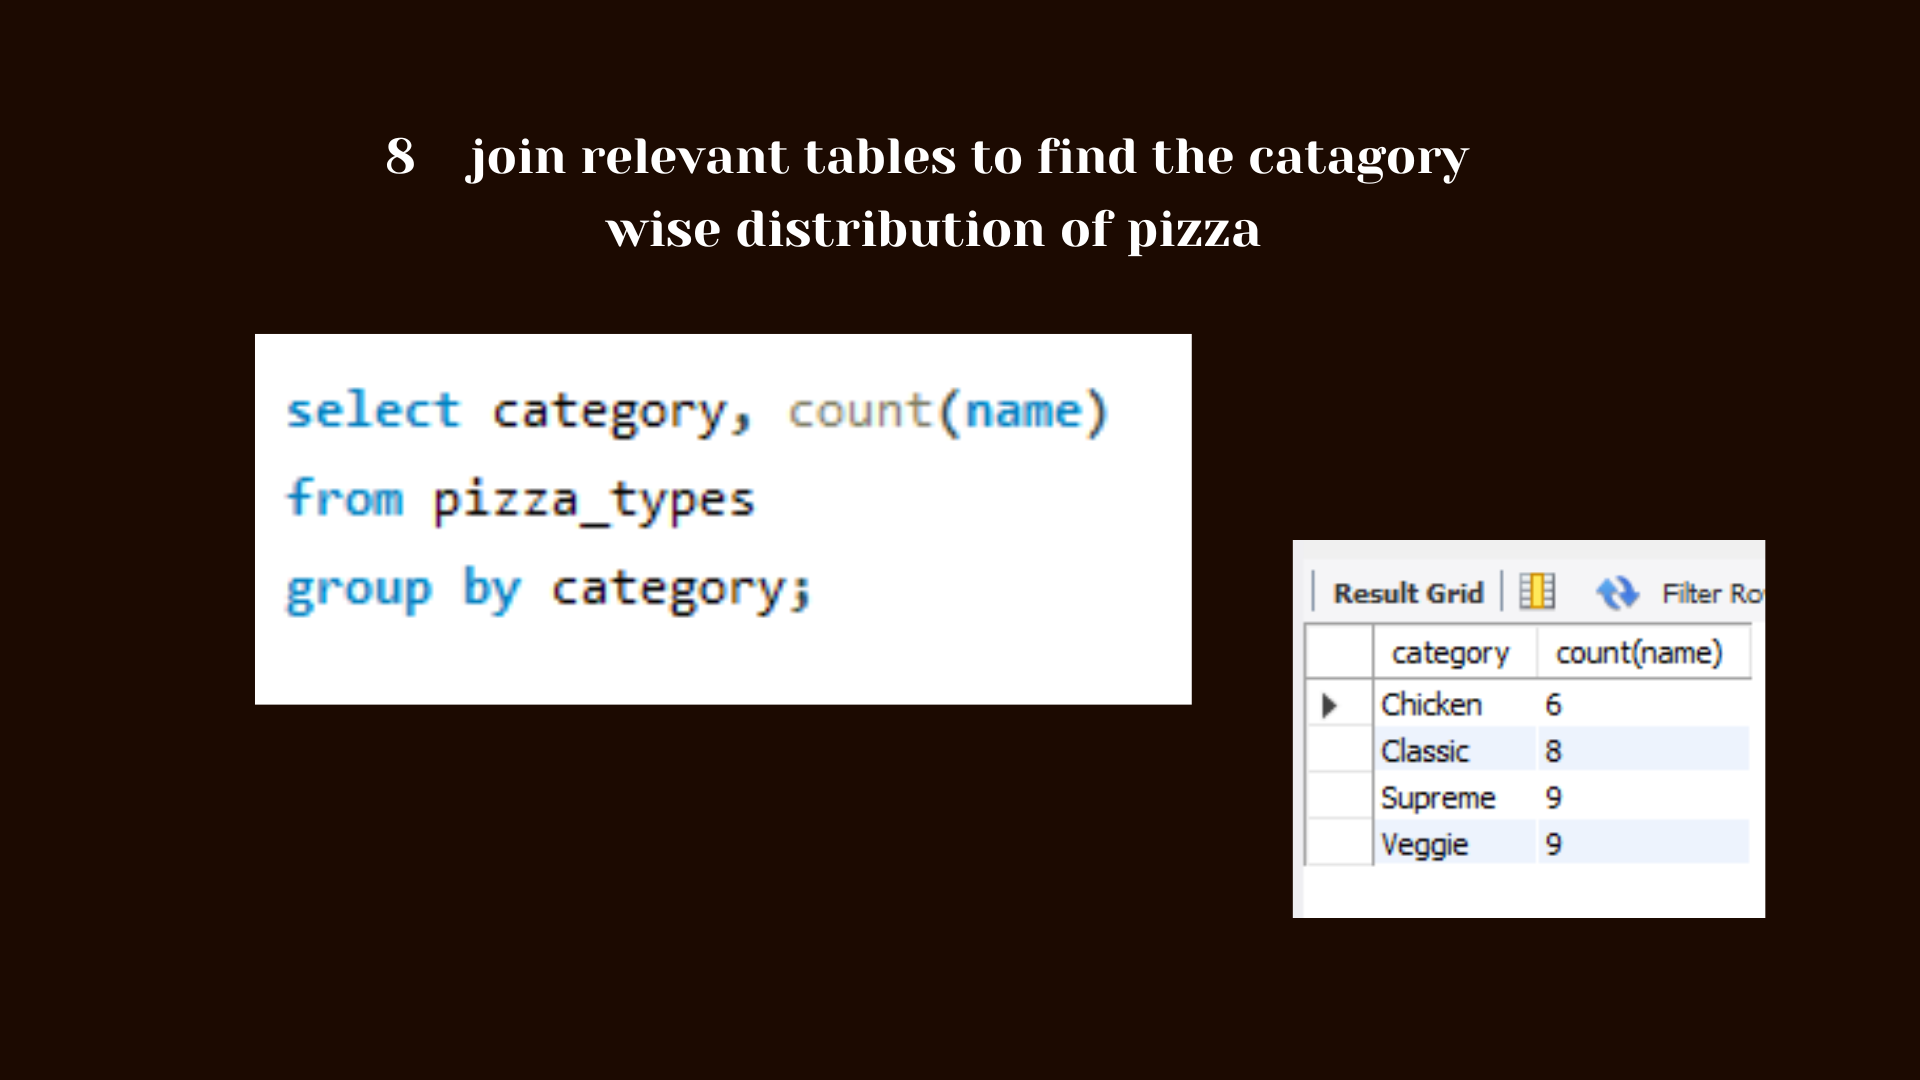 8 join relevant tables to find the catagory
wise distribution of pizza
select category, count(name)
from pizza_types
group by category;
Result Grid Filter Ro
category count(name)
Chicken 6
Classic 8
Supreme 9
Veggie 9